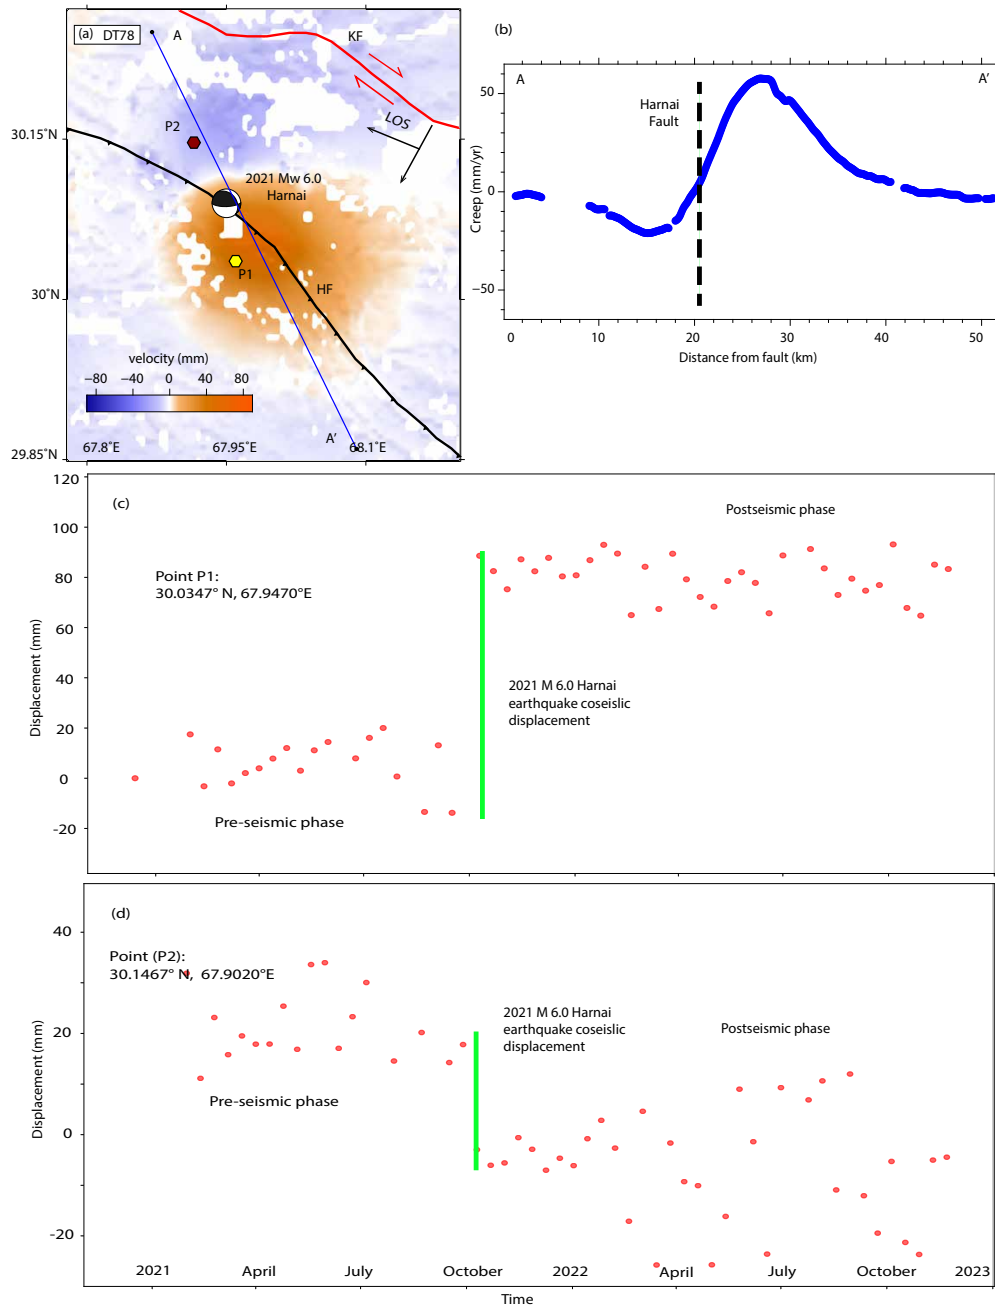 (a) DT78
A
KF
LOS
P2
30.15°N
2021 Mw 6.0
Harnai
P1
30°N
HF
velocity (mm)
−80 −40 0 40 80
A'
29.85°N
67.8°E 67.95°E 68.1°E
(b)
A A'
Harnai
Fault
50
0
−50
Creep (mm/yr)
0 10 20 30 40 50
Distance from fault (km)
(c)
Postseismic phase
Point P1:
30.0347° N, 67.9470°E
2021 M 6.0 Harnai
earthquake coseislic
displacement
Pre-seismic phase
120
100
80
60
40
20
0
-20
Displacement (mm)
(d)
Point (P2):
30.1467° N, 67.9020°E
2021 M 6.0 Harnai
earthquake coseislic
displacement
Postseismic phase
Pre-seismic phase
40
20
0
-20
Displacement (mm)
2021 April July October 2022 April July October 2023
Time